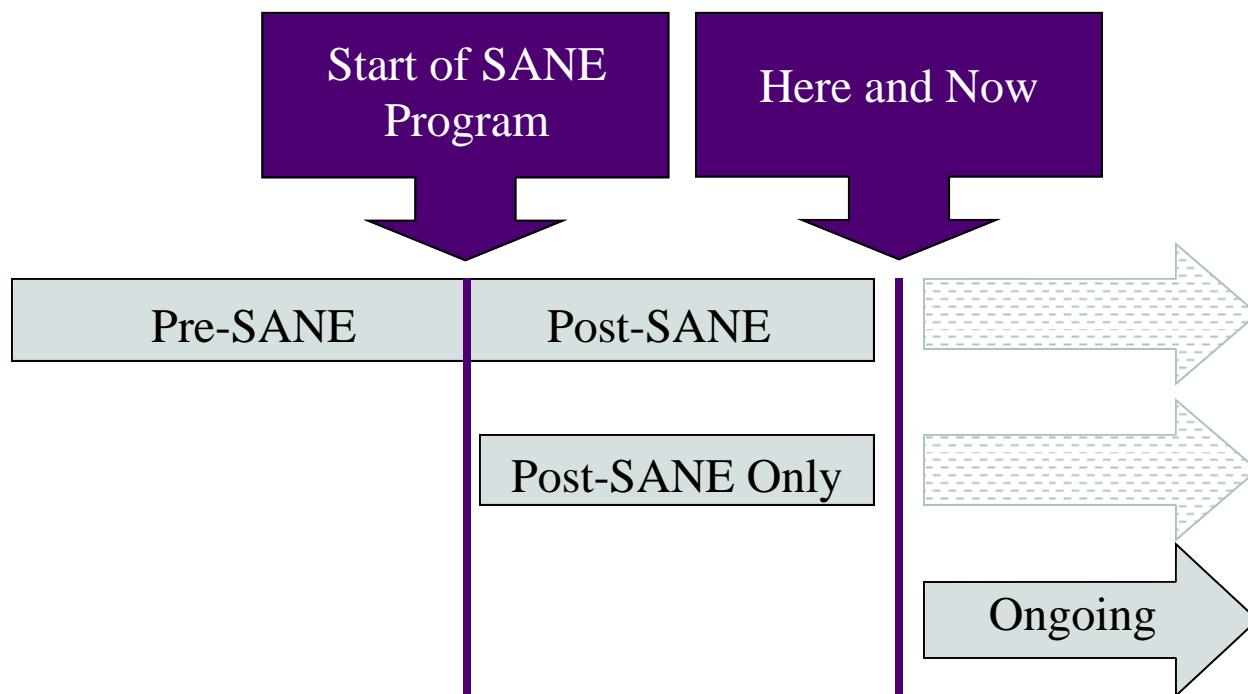 Start of SANE
Program
Here and Now
Pre-SANE
Post-SANE
Post-SANE Only
Ongoing